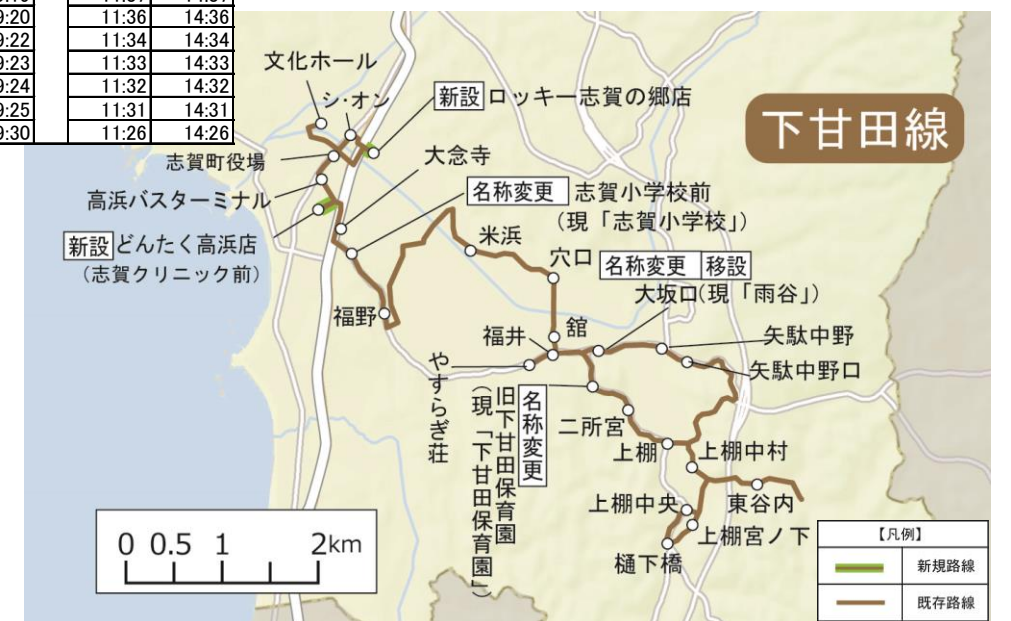 9:20 11:36 14:36
9:22 11:34 14:34
9:23 11:33 14:33
9:24 11:32 14:32
9:25 11:31 14:31
9:30 11:26 14:26
下甘田線
文化ホール
シ・オン
新設 ロッキー志賀の郷店
志賀町役場
大念寺
高浜バスターミナル
名称変更 志賀小学校前
(現「志賀小学校」)
新設 どんたく高浜店
(志賀クリニック前)
米浜
穴口
名称変更 移設
大坂口(現「雨谷」)
福野
舘
福井
矢駄中野
矢駄中野口
やすらぎ荘
名称変更
旧下甘田保育園
(現「下甘田保育園」)
二所宮
上棚
上棚中村
上棚中央
東谷内
上棚宮ノ下
樋下橋
0 0.5 1 2km
【凡例】
新規路線
既存路線